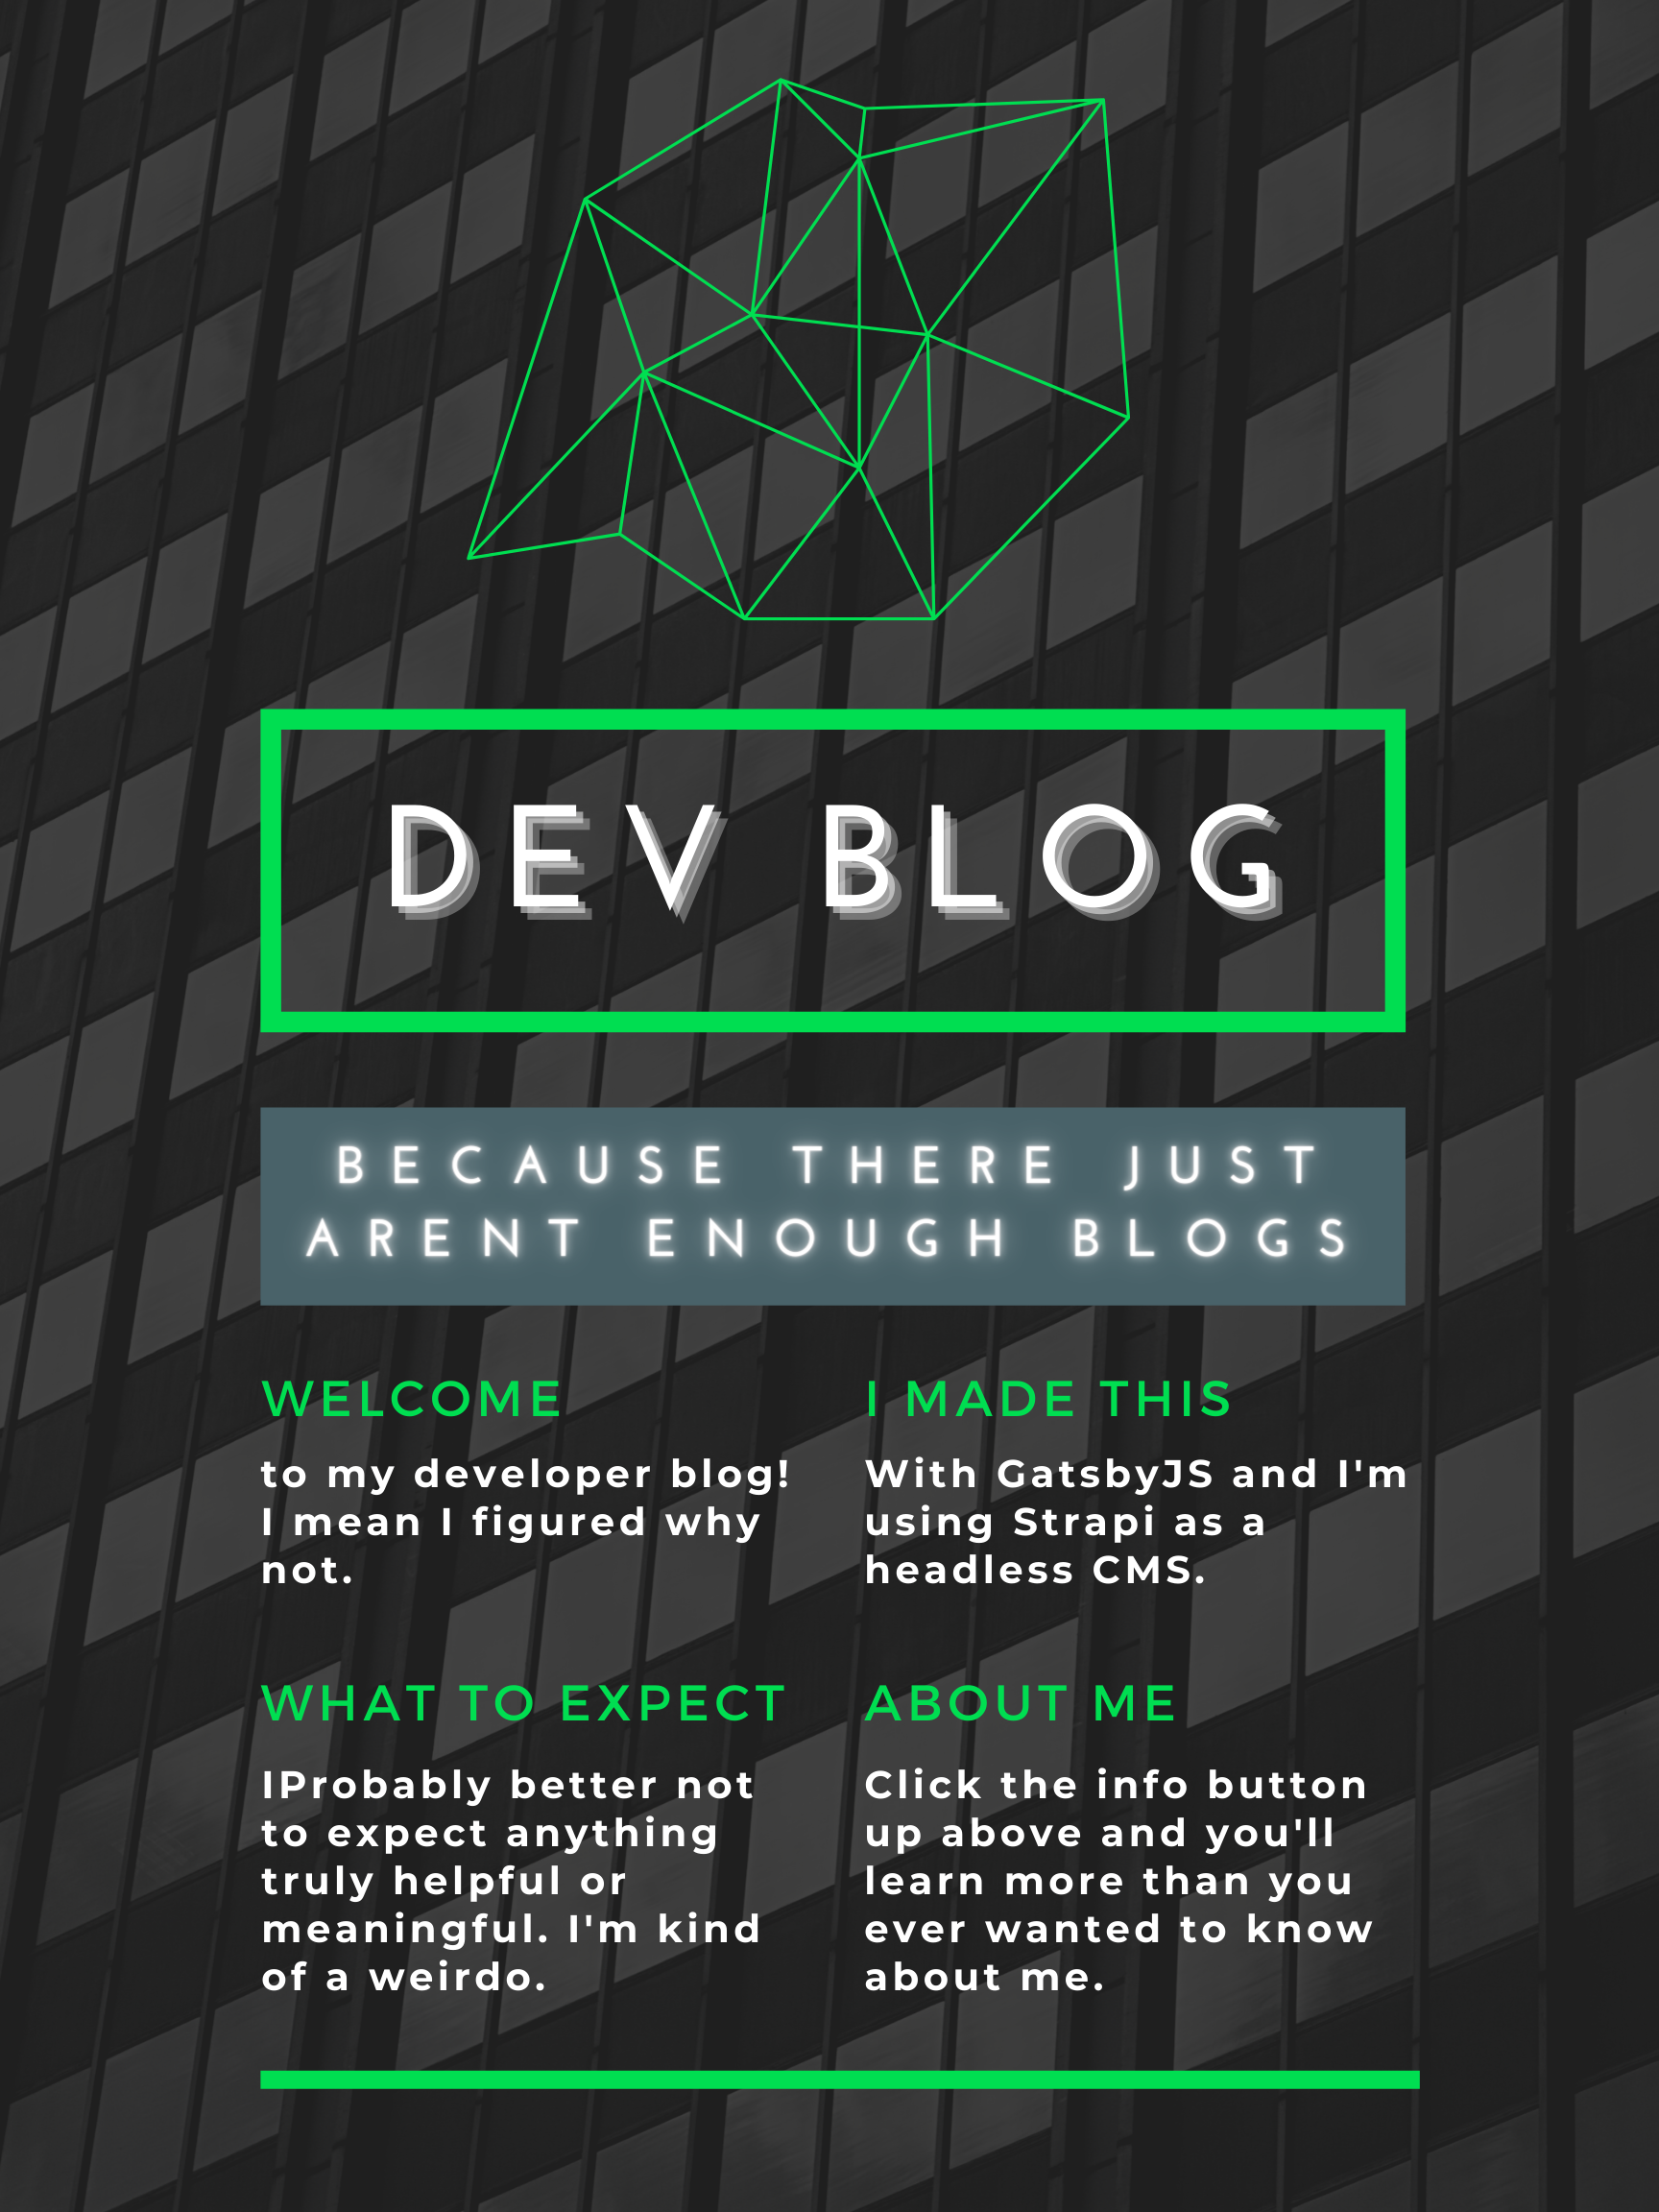 DEV BLOG
BECAUSE THERE JUST
ARENT ENOUGH BLOGS
WELCOME
to my developer blog!
I mean I figured why
not.
I MADE THIS
With GatsbyJS and I'm
using Strapi as a
headless CMS.
WHAT TO EXPECT
IProbably better not
to expect anything
truly helpful or
meaningful. I'm kind
of a weirdo.
ABOUT ME
Click the info button
up above and you'll
learn more than you
ever wanted to know
about me.